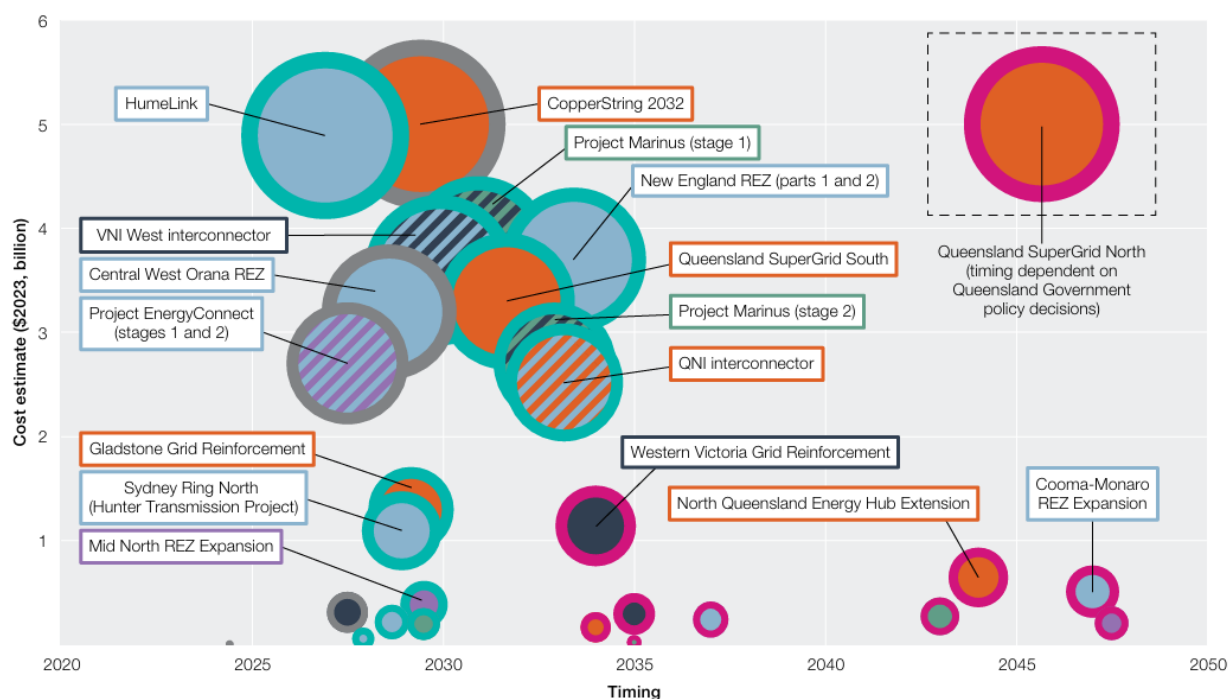 6
5
4
3
2
1
Cost estimate ($2023, billion)
HumeLink
CopperString 2032
Project Marinus (stage 1)
New England REZ (parts 1 and 2)
VNI West interconnector
Central West Orana REZ
Queensland SuperGrid South
Queensland SuperGrid North
(timing dependent on
Queensland Government
policy decisions)
Project EnergyConnect
(stages 1 and 2)
Project Marinus (stage 2)
QNI interconnector
Gladstone Grid Reinforcement
Western Victoria Grid Reinforcement
Sydney Ring North
(Hunter Transmission Project)
North Queensland Energy Hub Extension
Cooma-Monaro
REZ Expansion
Mid North REZ Expansion
2020
2025
2030
2035
2040
2045
2050
Timing